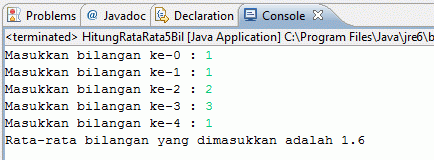 Problems @ Javadoc Declaration Console
<terminated> HitungRataRata5Bil [Java Application] C:\Program Files\Java\jre6\b
Masukkan bilangan ke-0 : 1
Masukkan bilangan ke-1 : 1
Masukkan bilangan ke-2 : 2
Masukkan bilangan ke-3 : 3
Masukkan bilangan ke-4 : 1
Rata-rata bilangan yang dimasukkan adalah 1.6